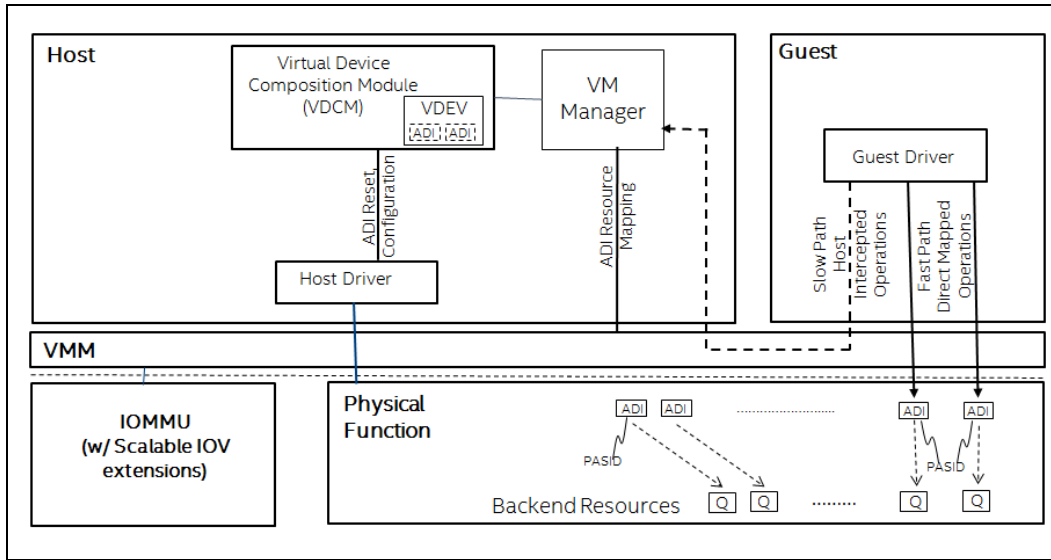 Host
Virtual Device
Composition Module
(VDCM)
VDEV
ADI ADI
VM
Manager
ADI Reset,
Configuration
ADI Resource
Mapping
Host Driver
Guest
Guest Driver
Slow Path
Host
Intercepted
Operations
Fast Path
Direct Mapped
Operations
VMM
IOMMU
(w/ Scalable IOV
extensions)
Physical
Function
ADI ADI ........................... ADI ADI
PASID PASID
Backend Resources Q Q ......... Q Q